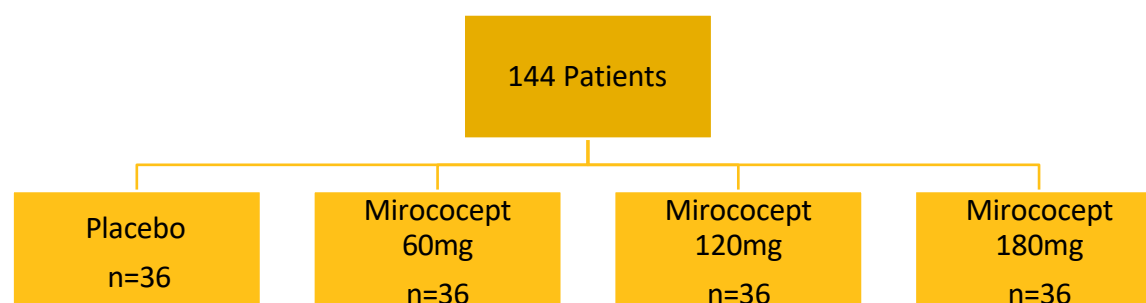 144 Patients
Placebo
n=36
Mirococept
60mg
n=36
Mirococept
120mg
n=36
Mirococept
180mg
n=36